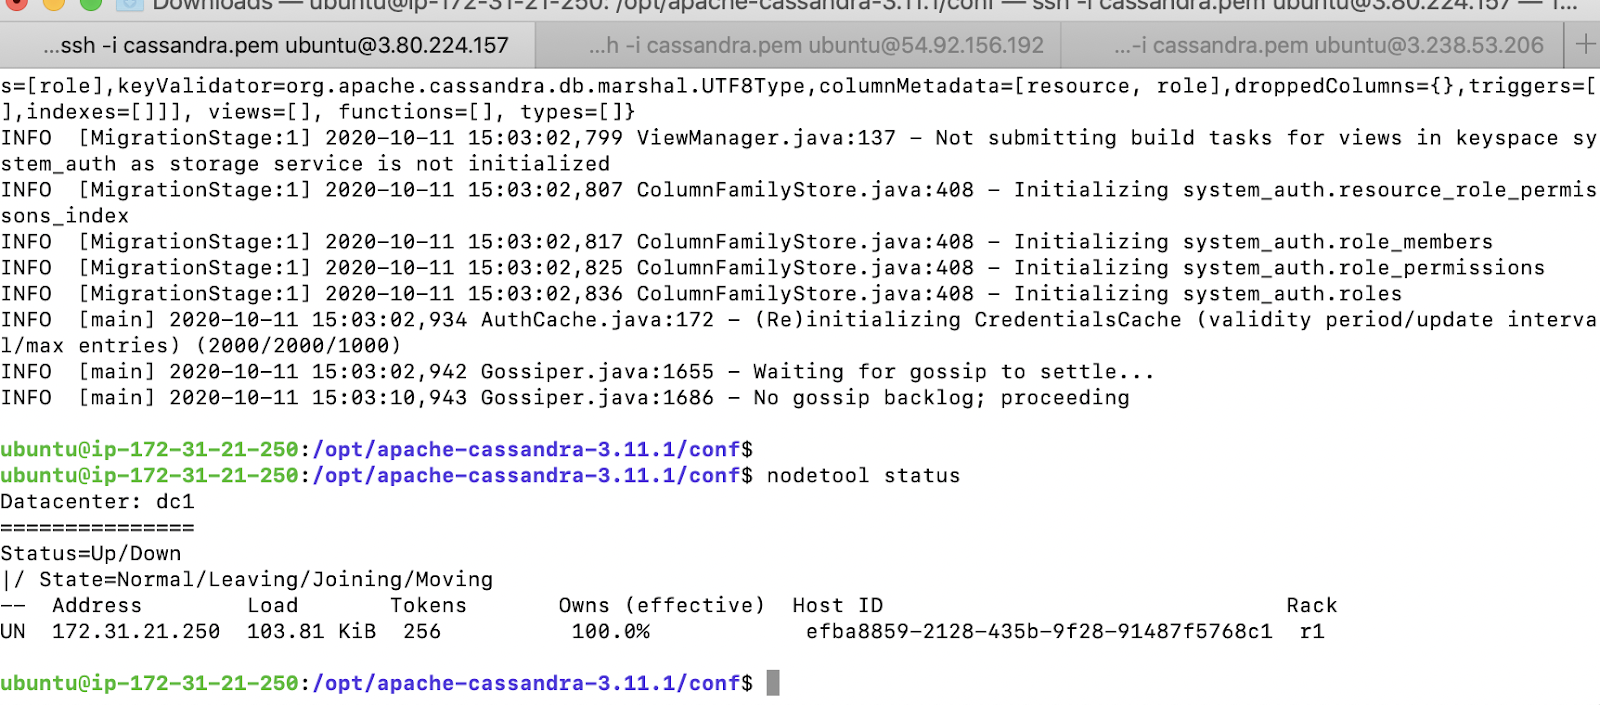 Downloads — ubuntu@ip-172-31-21-250: /opt/apache-cassandra-3.11.1/conf — ssh -i cassandra.pem ubuntu@3.80.224.157 — 1...
...ssh -i cassandra.pem ubuntu@3.80.224.157 ...h -i cassandra.pem ubuntu@54.92.156.192 ...-i cassandra.pem ubuntu@3.238.53.206 +
s=[role],keyValidator=org.apache.cassandra.db.marshal.UTF8Type,columnMetadata=[resource, role],droppedColumns={},triggers=[
],indexes=[]]], views=[], functions=[], types=[]}
INFO  [MigrationStage:1] 2020-10-11 15:03:02,799 ViewManager.java:137 - Not submitting build tasks for views in keyspace sy
stem_auth as storage service is not initialized
INFO  [MigrationStage:1] 2020-10-11 15:03:02,807 ColumnFamilyStore.java:408 - Initializing system_auth.resource_role_permis
sons_index
INFO  [MigrationStage:1] 2020-10-11 15:03:02,817 ColumnFamilyStore.java:408 - Initializing system_auth.role_members
INFO  [MigrationStage:1] 2020-10-11 15:03:02,825 ColumnFamilyStore.java:408 - Initializing system_auth.role_permissions
INFO  [MigrationStage:1] 2020-10-11 15:03:02,836 ColumnFamilyStore.java:408 - Initializing system_auth.roles
INFO  [main] 2020-10-11 15:03:02,934 AuthCache.java:172 - (Re)initializing CredentialsCache (validity period/update interva
l/max entries) (2000/2000/1000)
INFO  [main] 2020-10-11 15:03:02,942 Gossiper.java:1655 - Waiting for gossip to settle...
INFO  [main] 2020-10-11 15:03:10,943 Gossiper.java:1686 - No gossip backlog; proceeding
ubuntu@ip-172-31-21-250:/opt/apache-cassandra-3.11.1/conf$
ubuntu@ip-172-31-21-250:/opt/apache-cassandra-3.11.1/conf$ nodetool status
Datacenter: dc1
===============
Status=Up/Down
|/ State=Normal/Leaving/Joining/Moving
--  Address        Load       Tokens       Owns (effective)  Host ID                               Rack
UN  172.31.21.250  103.81 KiB  256          100.0%            efba8859-2128-435b-9f28-91487f5768c1  r1
ubuntu@ip-172-31-21-250:/opt/apache-cassandra-3.11.1/conf$